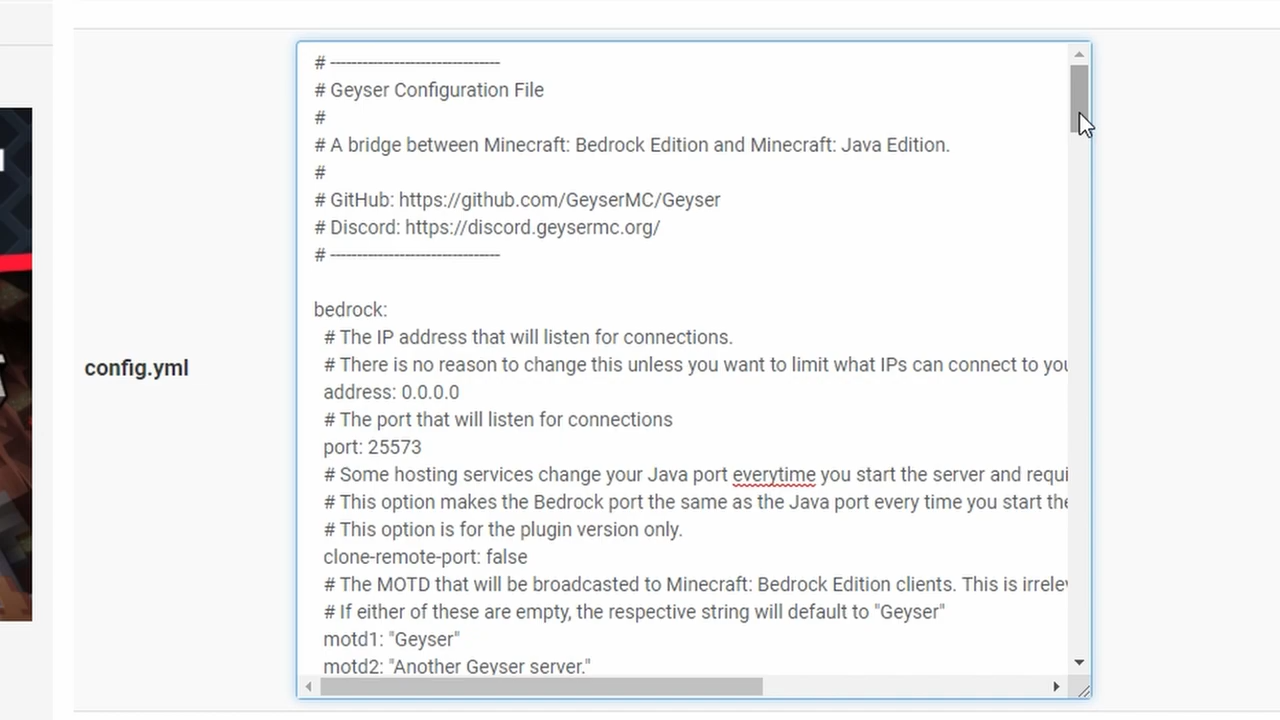 # --------------------------------
# Geyser Configuration File
#
# A bridge between Minecraft: Bedrock Edition and Minecraft: Java Edition.
#
# GitHub: https://github.com/GeyserMC/Geyser
# Discord: https://discord.geysermc.org/
# --------------------------------
bedrock:
# The IP address that will listen for connections.
# There is no reason to change this unless you want to limit what IPs can connect to
address: 0.0.0.0
# The port that will listen for connections
port: 25573
config.yml
# Some hosting services change your Java port everytime you start the server and
# This option makes the Bedrock port the same as the Java port every time you start
# This option is for the plugin version only.
clone-remote-port: false
# The MOTD that will be broadcasted to Minecraft: Bedrock Edition clients. This is
# If either of these are empty, the respective string will default to "Geyser"
motd1: "Geyser"
motd2: "Another Geyser server."